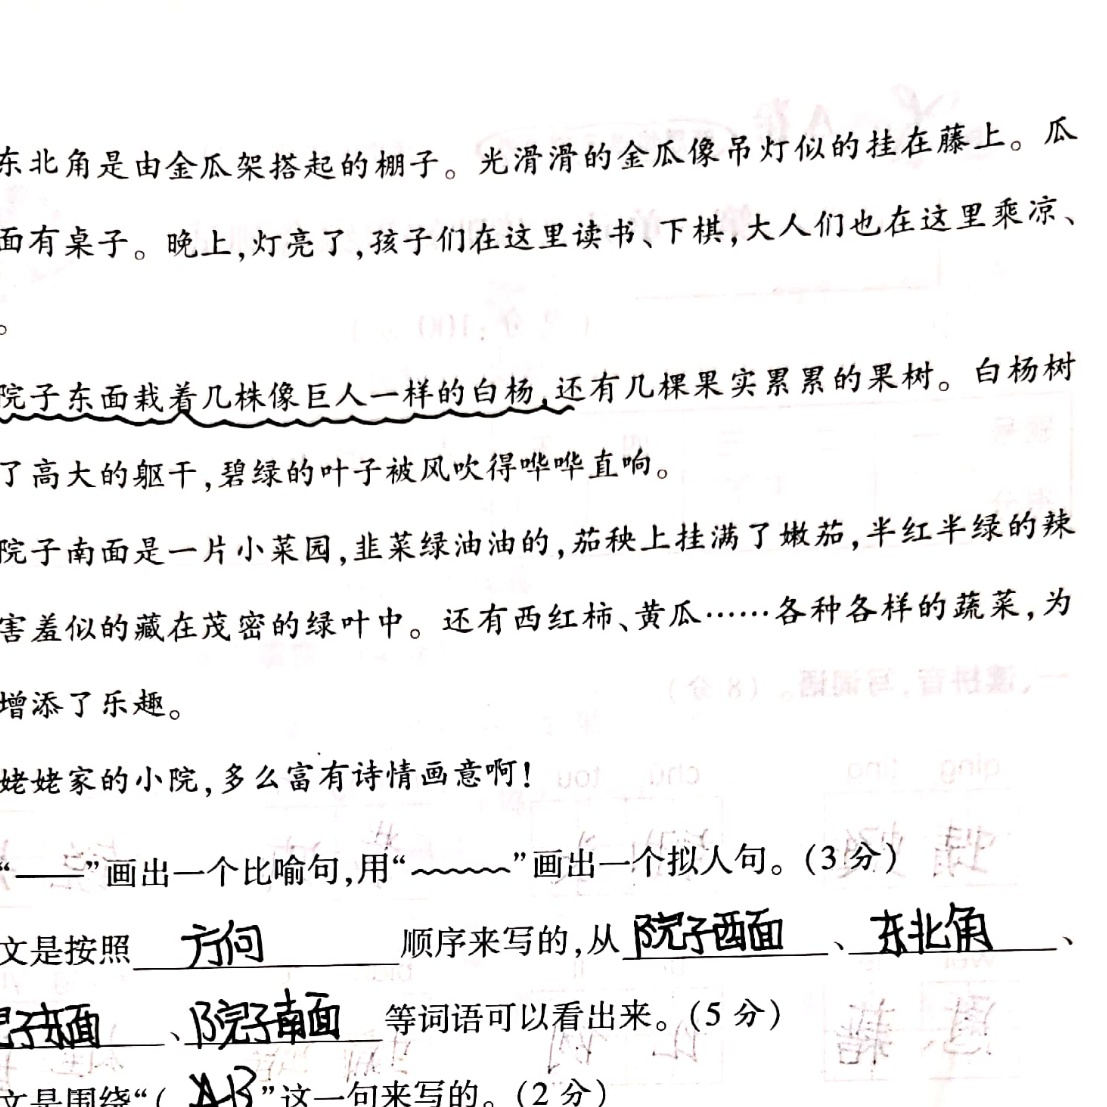 东北角是由金瓜架搭起的棚子。光滑滑的金瓜像吊灯似的挂在藤上。瓜
面有桌子。晚上,灯亮了,孩子们在这里读书、下棋,大人们也在这里乘凉、
。
院子东面栽着几株像巨人一样的白杨,还有几棵果实累累的果树。白杨树
了高大的躯干,碧绿的叶子被风吹得哗哗直响。
院子南面是一片小菜园,韭菜绿油油的,茄秧上挂满了嫩茄,半红半绿的辣
害羞似的藏在茂密的绿叶中。还有西红柿、黄瓜……各种各样的蔬菜,为
增添了乐趣。
姥姥家的小院,多么富有诗情画意啊!
“——”画出一个比喻句,用“﹏﹏”画出一个拟人句。(3分)
文是按照 方向 顺序来写的,从 院子西面 、 东北角 、
子东面 、 院子南面 等词语可以看出来。(5分)
文是围绕“( AB ”这一句来写的。(2分)